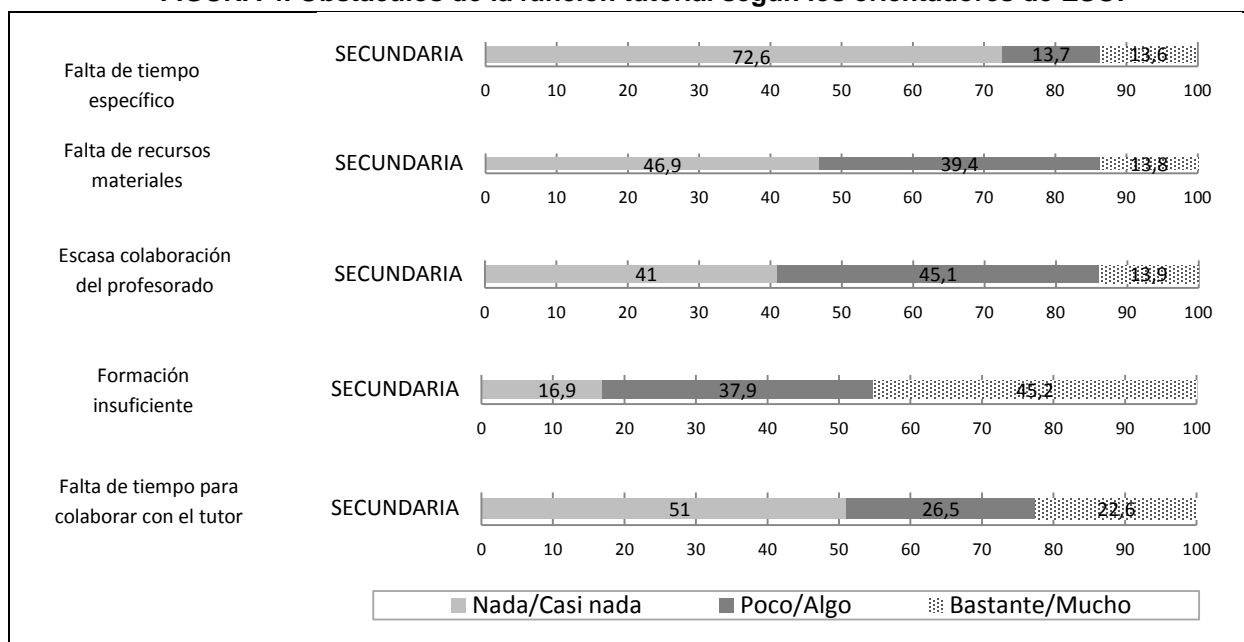 SECUNDARIA
72,6 13,7 13,6
Falta de tiempo
específico
0 10 20 30 40 50 60 70 80 90 100
Falta de recursos
materiales
SECUNDARIA
46,9 39,4 13,8
0 10 20 30 40 50 60 70 80 90 100
Escasa colaboración
del profesorado
SECUNDARIA
41 45,1 13,9
0 10 20 30 40 50 60 70 80 90 100
Formación
insuficiente
SECUNDARIA
16,9 37,9 45,2
0 10 20 30 40 50 60 70 80 90 100
Falta de tiempo para
colaborar con el tutor
SECUNDARIA
51 26,5 22,6
0 10 20 30 40 50 60 70 80 90 100
Nada/Casi nada Poco/Algo Bastante/Mucho